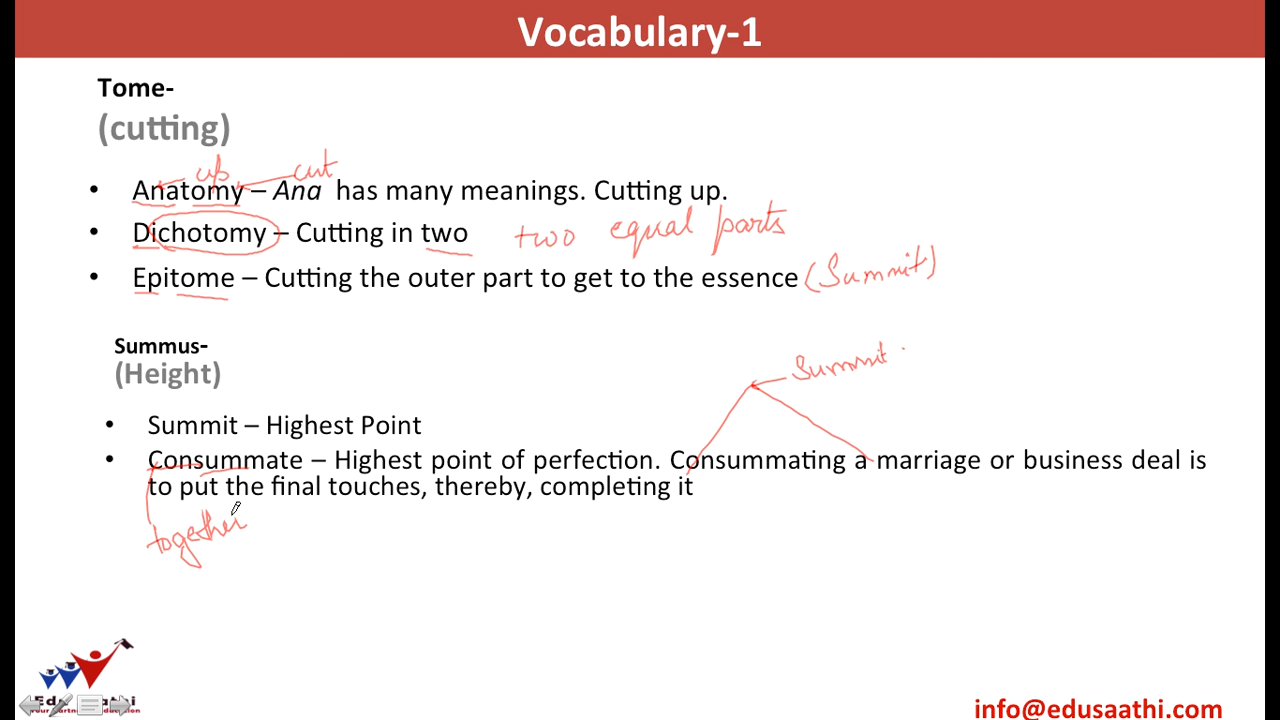 Vocabulary-1
Tome-
(cutting)
up cut
• Anatomy – Ana has many meanings. Cutting up.
• Dichotomy – Cutting in two two equal parts
• Epitome – Cutting the outer part to get to the essence (Summit)
Summus-
(Height)
Summit
• Summit – Highest Point
• Consummate – Highest point of perfection. Consummating a marriage or business deal is
to put the final touches, thereby, completing it
together
info@edusaathi.com